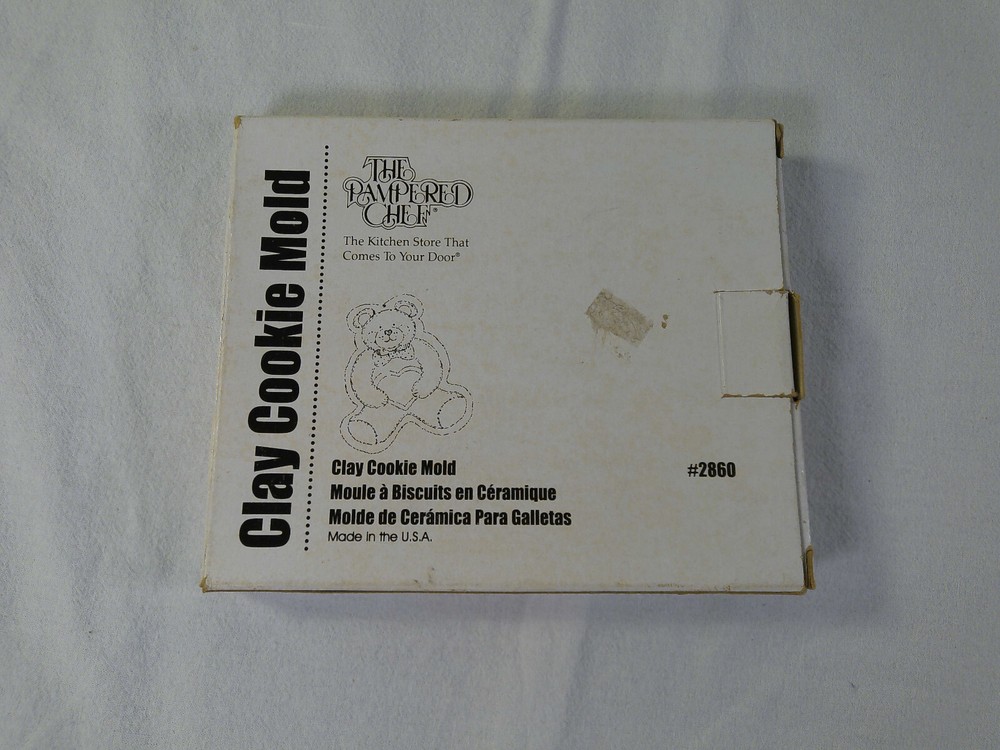 Clay Cookie Mold
THE
PAMPERED
CHEF®
The Kitchen Store That
Comes To Your Door®
Clay Cookie Mold
#2860
Moule à Biscuits en Céramique
Molde de Cerámica Para Galletas
Made in the U.S.A.